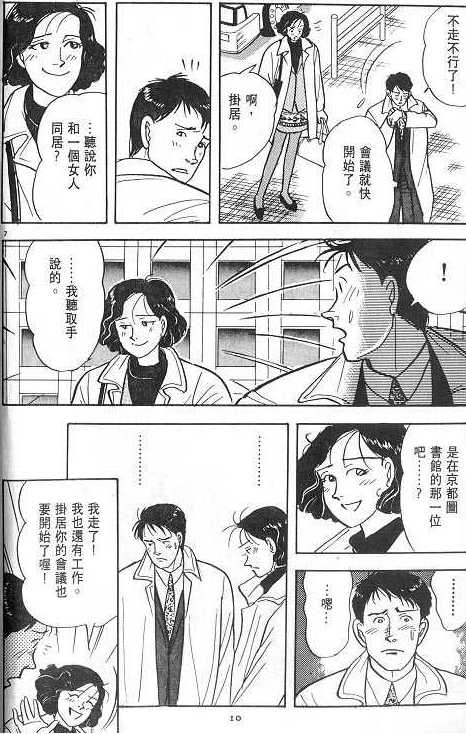 不走不行了！
會議就快
開始了。
啊，
掛居。
…聽說你
和一個女人
同居？
！
……我聽取手
說的。
是在京都圖
書館的那一位
吧……？
…嗯…
………
………
我走了！
我也還有工作。
掛居你的會議也
要開始了喔！
10